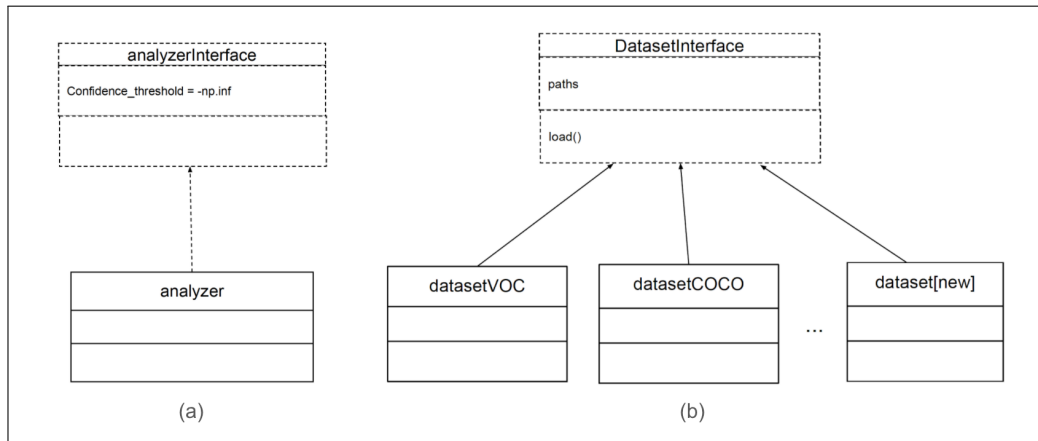 analyzerInterface
Confidence_threshold = -np.inf
analyzer
(a)
DatasetInterface
paths
load()
datasetVOC
datasetCOCO
...
dataset[new]
(b)